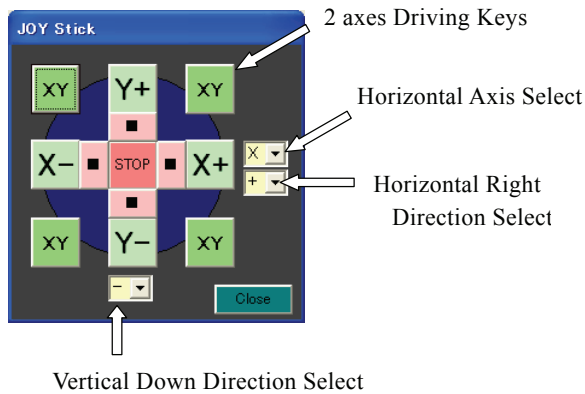 2 axes Driving Keys
JOY Stick
XY Y+ XY
Horizontal Axis Select
X- STOP X+ X
+
Horizontal Right
Direction Select
XY Y- XY
-
Close
Vertical Down Direction Select